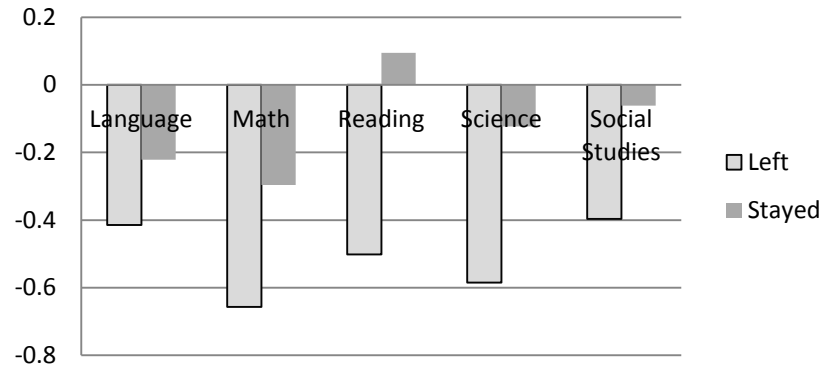 0.2
0
Language Math Reading Science Social
Studies
-0.2
-0.4
-0.6
-0.8
Left
Stayed